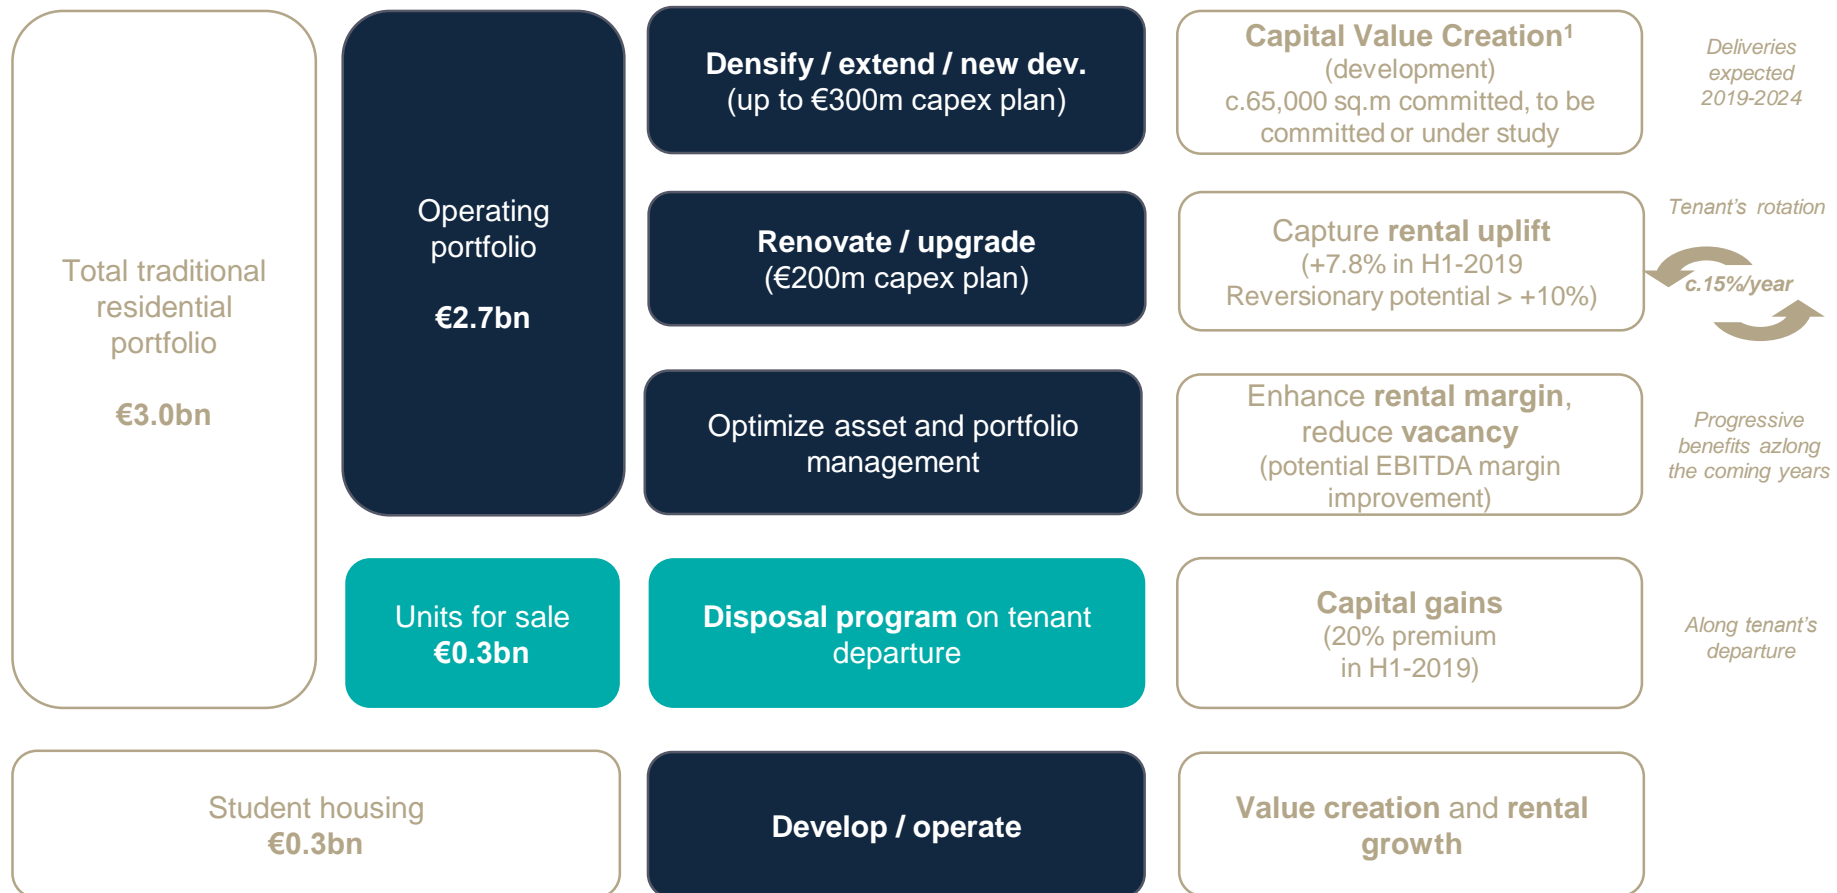 Total traditional
residential
portfolio
€3.0bn
Operating
portfolio
€2.7bn
Densify / extend / new dev.
(up to €300m capex plan)
Capital Value Creation¹
(development)
c.65,000 sq.m committed, to be
committed or under study
Deliveries
expected
2019-2024
Renovate / upgrade
(€200m capex plan)
Capture rental uplift
(+7.8% in H1-2019
Reversionary potential > +10%)
Tenant's rotation
c.15%/year
Optimize asset and portfolio
management
Enhance rental margin,
reduce vacancy
(potential EBITDA margin
improvement)
Progressive
benefits azlong
the coming years
Units for sale
€0.3bn
Disposal program on tenant
departure
Capital gains
(20% premium
in H1-2019)
Along tenant's
departure
Student housing
€0.3bn
Develop / operate
Value creation and rental
growth